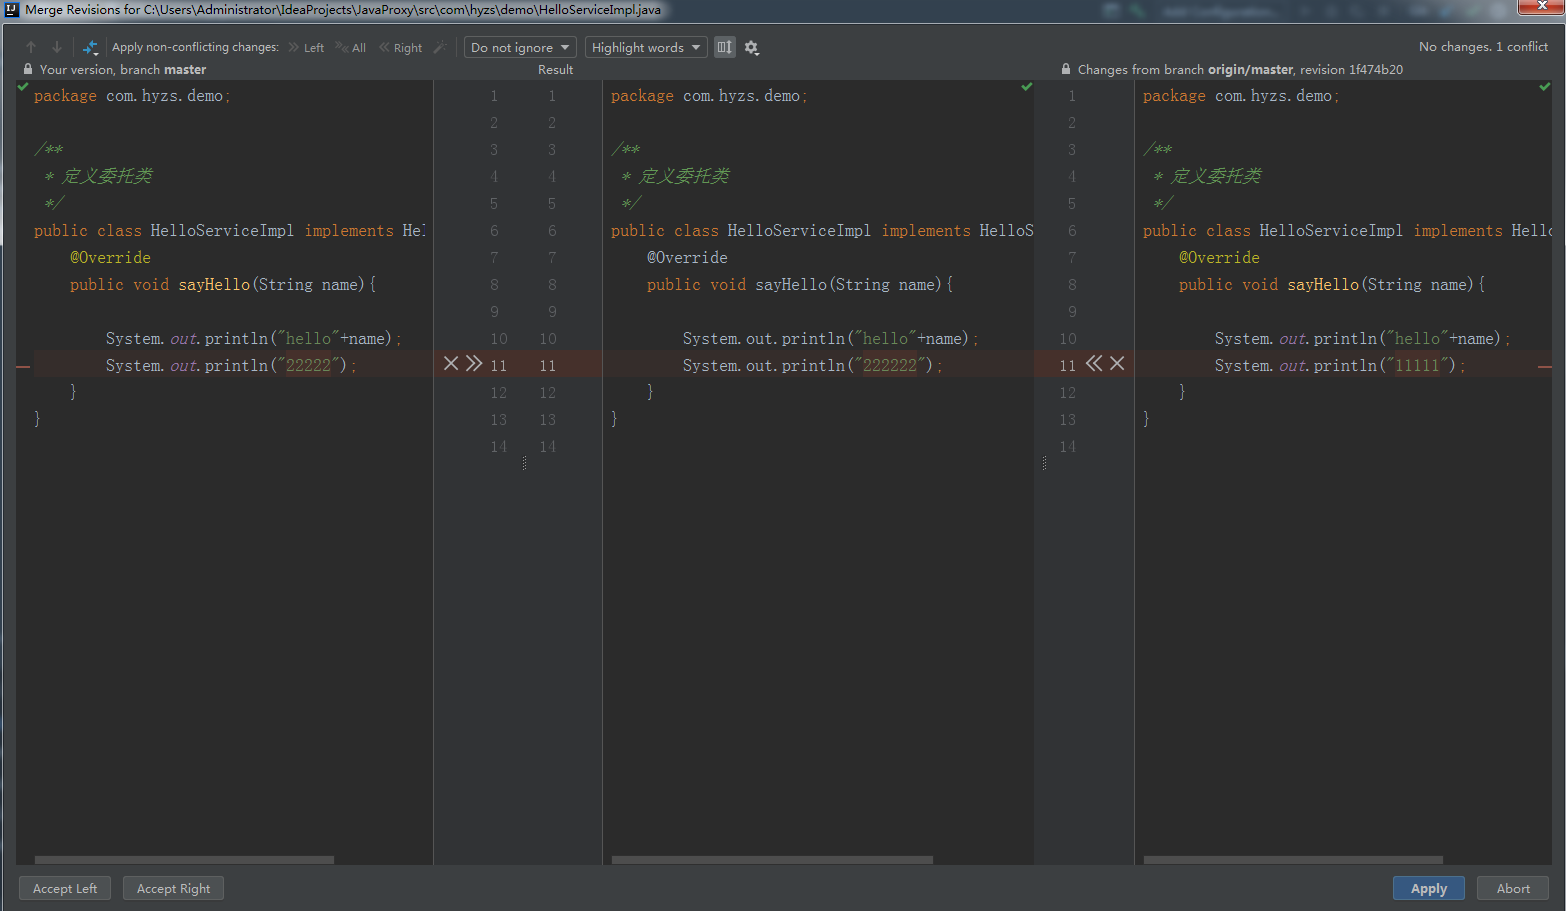 Merge Revisions for C:\Users\Administrator\IdeaProjects\JavaProxy\src\com\hyzs\demo\HelloServiceImpl.java
Apply non-conflicting changes: Left All Right Do not ignore Highlight words No changes. 1 conflict
Your version, branch master Result Changes from branch origin/master, revision 1f474b20
package com.hyzs.demo;
/**
* 定义委托类
*/
public class HelloServiceImpl implements Hel
@Override
public void sayHello(String name){
System.out.println("hello"+name);
System.out.println("22222");
}
}
1 1
2 2
3 3
4 4
5 5
6 6
7 7
8 8
9 9
10 10
11 11
12 12
13 13
14 14
package com.hyzs.demo;
/**
* 定义委托类
*/
public class HelloServiceImpl implements HelloS
@Override
public void sayHello(String name){
System.out.println("hello"+name);
System.out.println("222222");
}
}
1
2
3
4
5
6
7
8
9
10
11
12
13
14
package com.hyzs.demo;
/**
* 定义委托类
*/
public class HelloServiceImpl implements Hello
@Override
public void sayHello(String name){
System.out.println("hello"+name);
System.out.println("11111");
}
}
Accept Left Accept Right Apply Abort